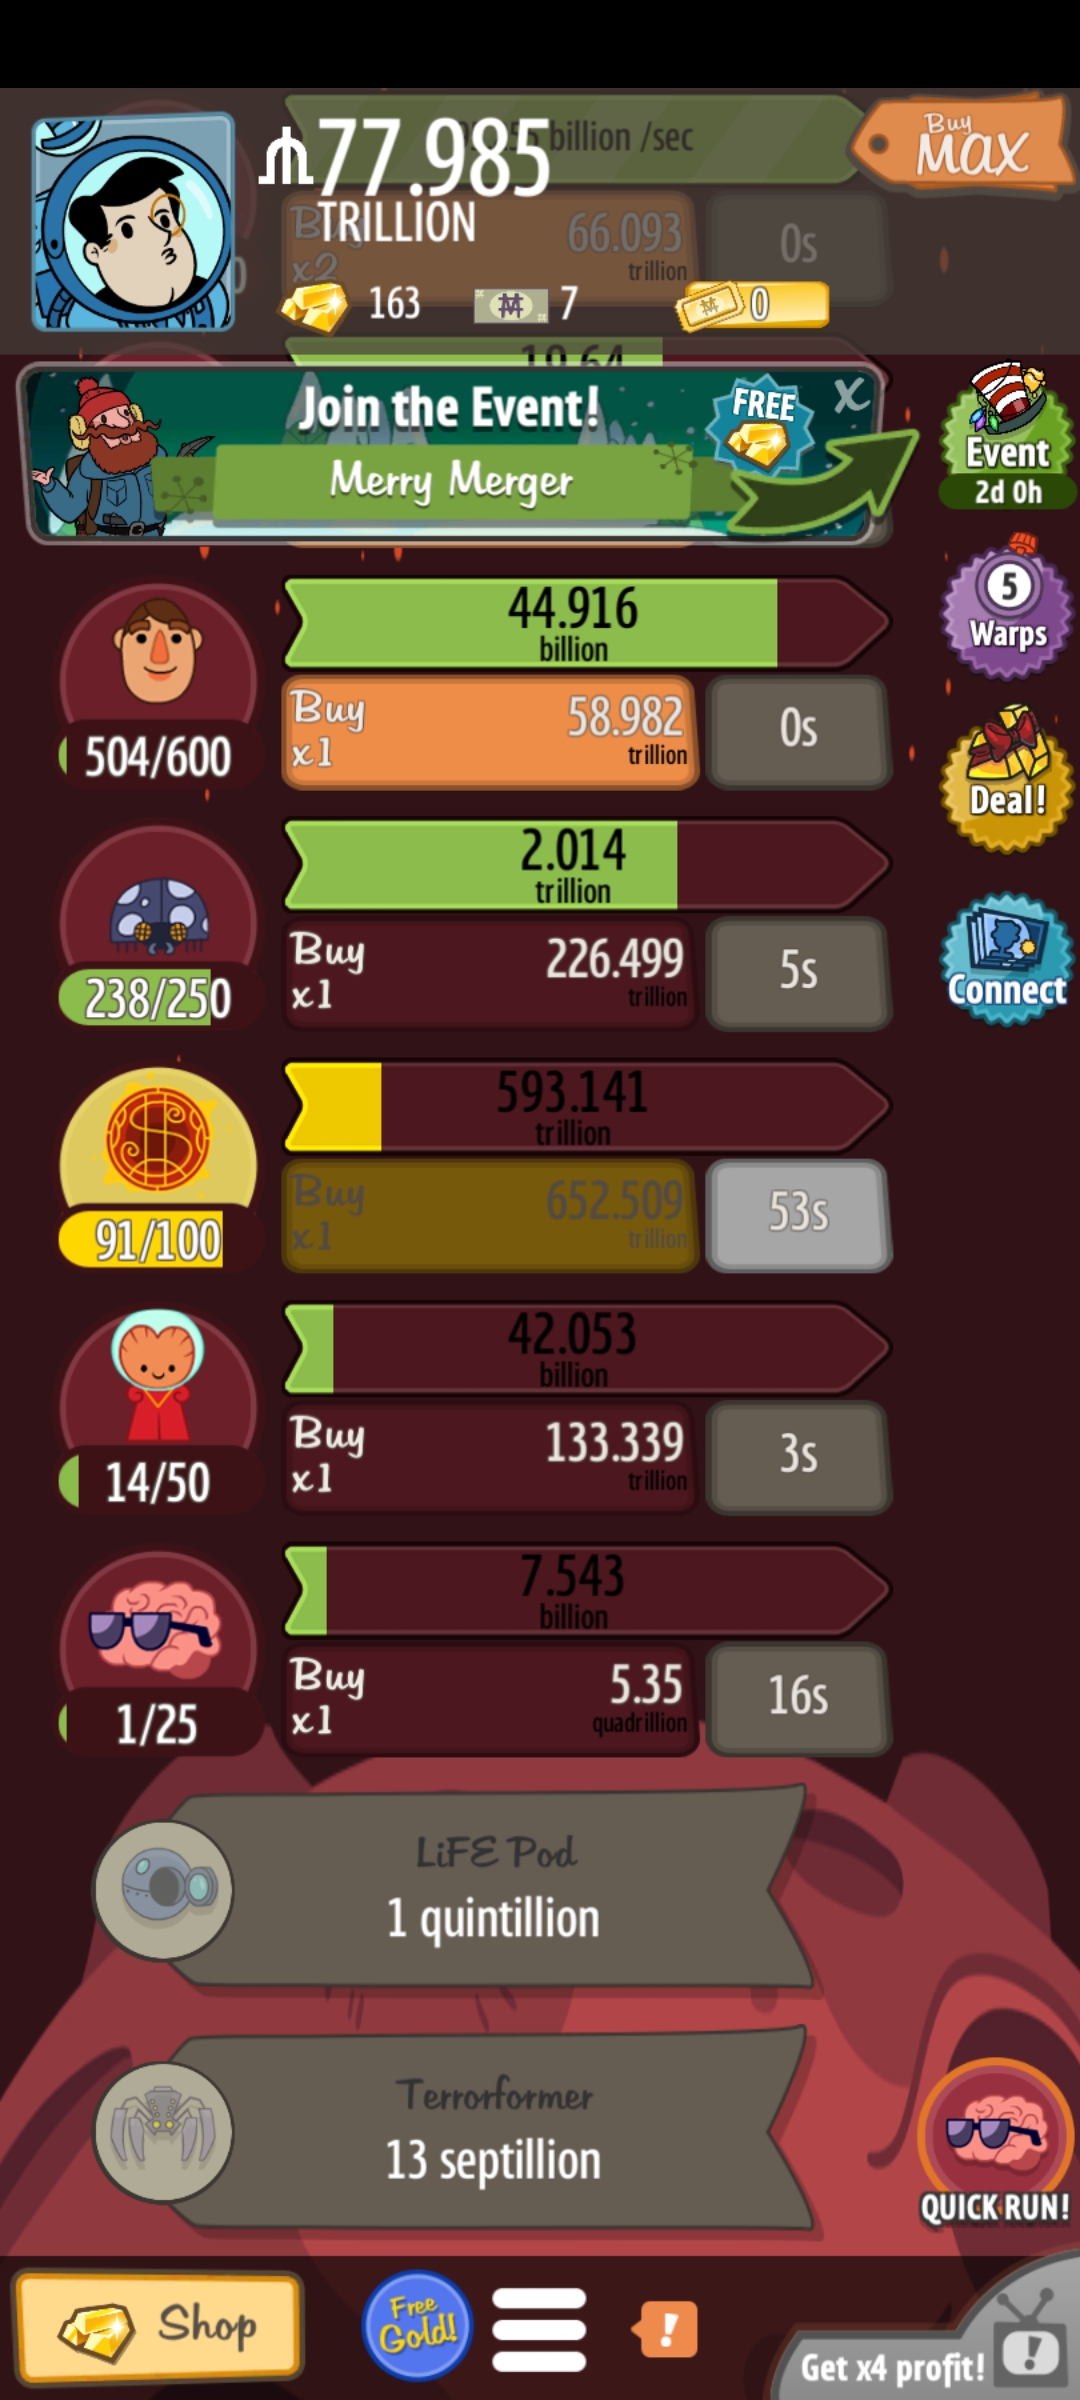 77.985
TRILLION
billion /sec
Buy
MAX
Buy
x2
66.093
trillion
0s
163
7
0
19.64
Join the Event!
Merry Merger
FREE
X
Event
2d 0h
44.916
billion
504/600
Buy
x1
58.982
trillion
0s
5
Warps
2.014
trillion
238/250
Buy
x1
226.499
trillion
5s
Deal!
Connect
593.141
trillion
91/100
Buy
x1
652.509
trillion
53s
42.053
billion
14/50
Buy
x1
133.339
trillion
3s
7.543
billion
1/25
Buy
x1
5.35
quadrillion
16s
LiFE Pod
1 quintillion
Terrorformer
13 septillion
QUICK RUN!
Shop
Free
Gold!
!
Get x4 profit!
!